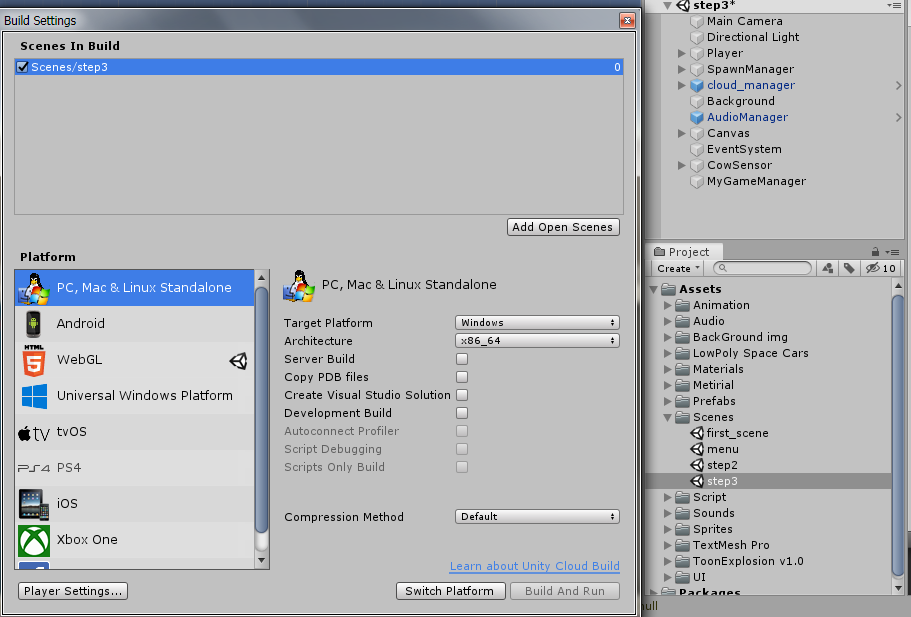 Build Settings
Scenes In Build
Scenes/step3 0
Add Open Scenes
Platform
PC, Mac & Linux Standalone
Android
HTML
WebGL
Universal Windows Platform
tv tvOS
PS4 PS4
iOS
Xbox One
Player Settings...
PC, Mac & Linux Standalone
Target Platform Windows
Architecture x86_64
Server Build
Copy PDB files
Create Visual Studio Solution
Development Build
Autoconnect Profiler
Script Debugging
Scripts Only Build
Compression Method Default
Learn about Unity Cloud Build
Switch Platform Build And Run
step3*
Main Camera
Directional Light
Player
SpawnManager
cloud_manager
Background
AudioManager
Canvas
EventSystem
CowSensor
MyGameManager
Project
Create 10
Assets
Animation
Audio
BackGround img
LowPoly Space Cars
Materials
Metirial
Prefabs
Scenes
first_scene
menu
step2
step3
Script
Sounds
Sprites
TextMesh Pro
ToonExplosion v1.0
UI
Packages